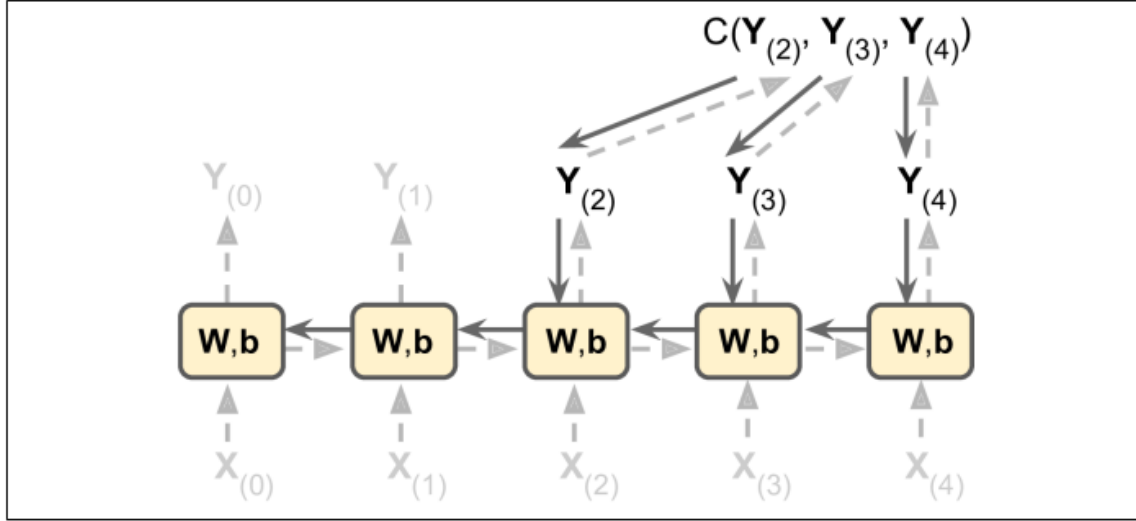 C(Y(2), Y(3), Y(4))
Y(0) Y(1) Y(2) Y(3) Y(4)
W,b W,b W,b W,b W,b
X(0) X(1) X(2) X(3) X(4)